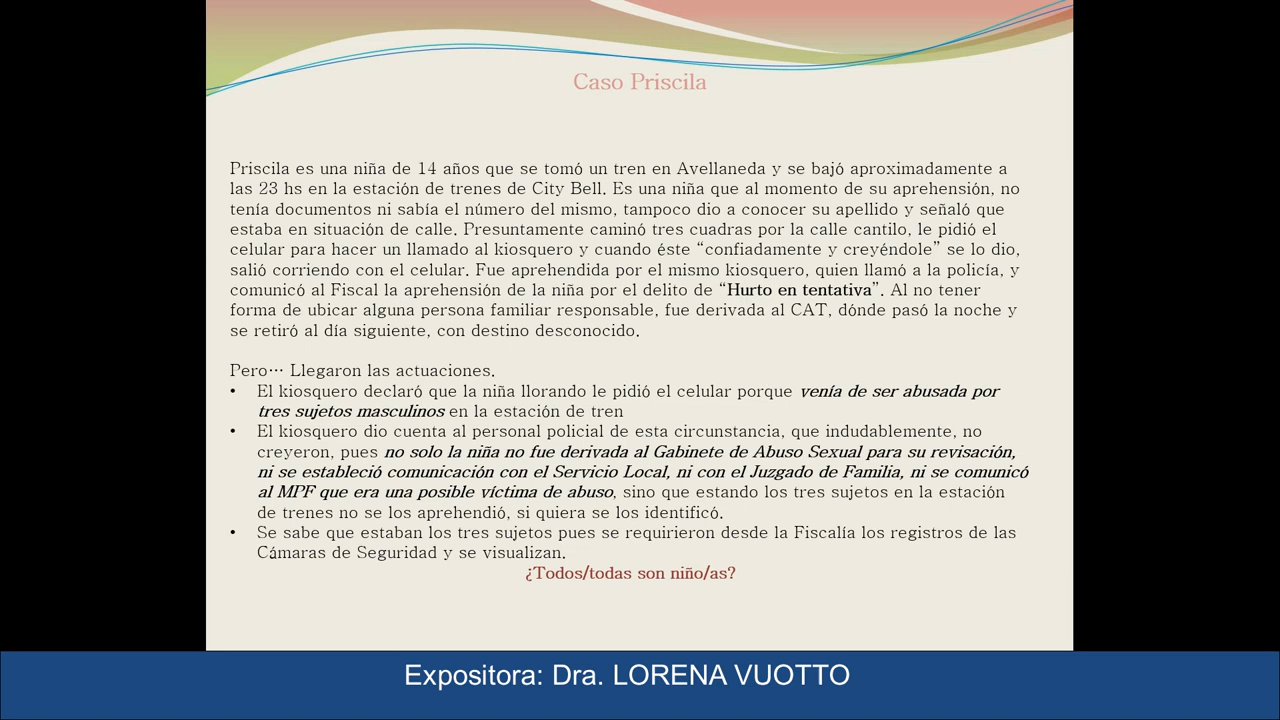 Caso Priscila
Priscila es una niña de 14 años que se tomó un tren en Avellaneda y se bajó aproximadamente a
las 23 hs en la estación de trenes de City Bell. Es una niña que al momento de su aprehensión, no
tenía documentos ni sabía el número del mismo, tampoco dio a conocer su apellido y señaló que
estaba en situación de calle. Presuntamente caminó tres cuadras por la calle cantilo, le pidió el
celular para hacer un llamado al kiosquero y cuando éste “confiadamente y creyéndole” se lo dio,
salió corriendo con el celular. Fue aprehendida por el mismo kiosquero, quien llamó a la policía, y
comunicó al Fiscal la aprehensión de la niña por el delito de “Hurto en tentativa”. Al no tener
forma de ubicar alguna persona familiar responsable, fue derivada al CAT, dónde pasó la noche y
se retiró al día siguiente, con destino desconocido.
Pero… Llegaron las actuaciones.
• El kiosquero declaró que la niña llorando le pidió el celular porque venía de ser abusada por
tres sujetos masculinos en la estación de tren
• El kiosquero dio cuenta al personal policial de esta circunstancia, que indudablemente, no
creyeron, pues no solo la niña no fue derivada al Gabinete de Abuso Sexual para su revisación,
ni se estableció comunicación con el Servicio Local, ni con el Juzgado de Familia, ni se comunicó
al MPF que era una posible víctima de abuso, sino que estando los tres sujetos en la estación
de trenes no se los aprehendió, si quiera se los identificó.
• Se sabe que estaban los tres sujetos pues se requirieron desde la Fiscalía los registros de las
Cámaras de Seguridad y se visualizan.
¿Todos/todas son niño/as?
Expositora: Dra. LORENA VUOTTO